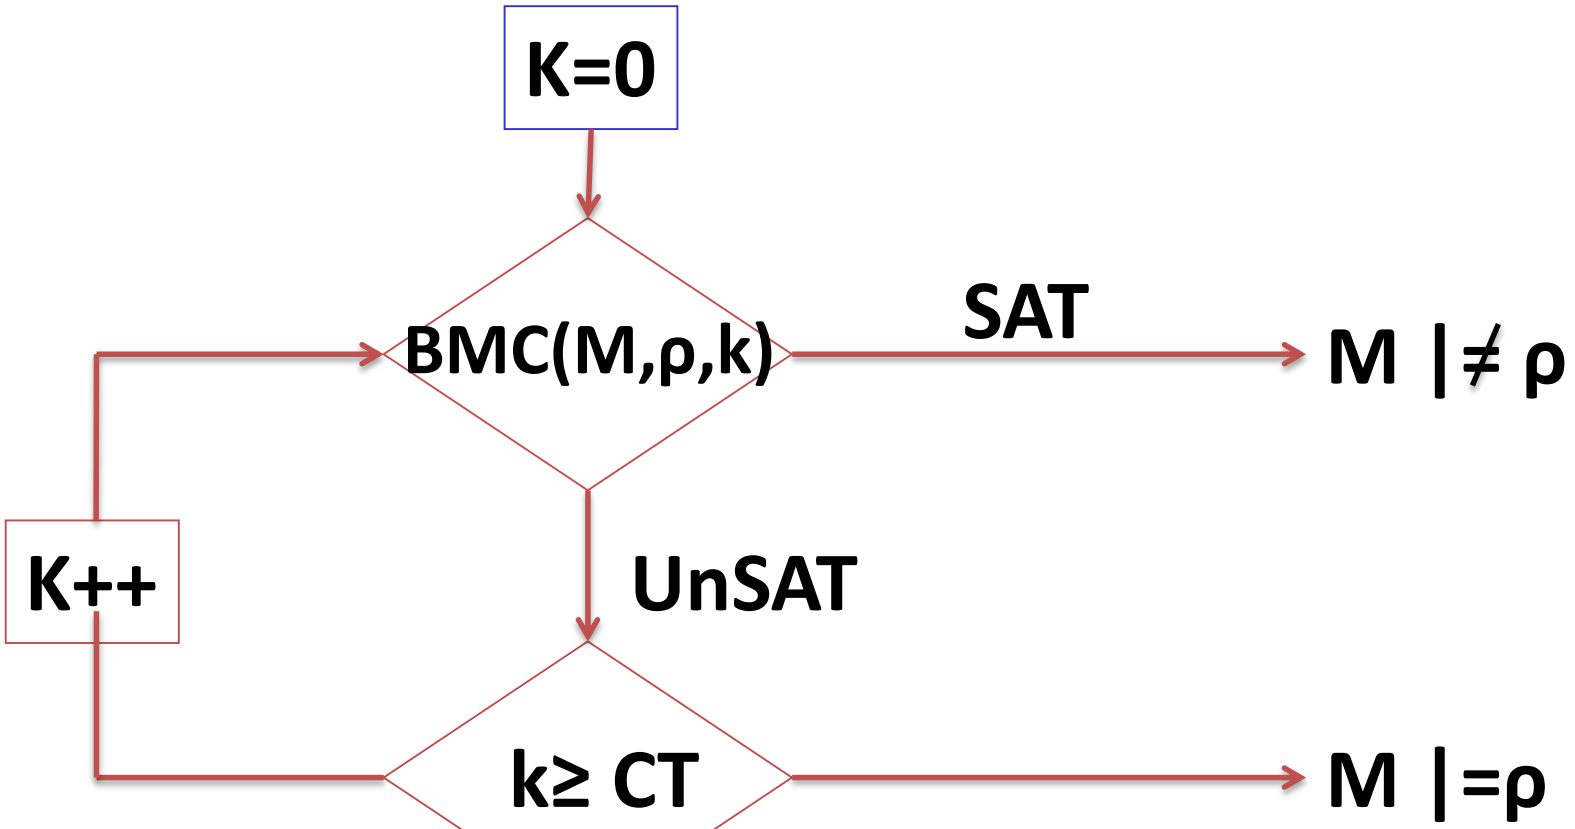 K=0
BMC(M,ρ,k)
SAT
M |≠ ρ
K++
UnSAT
k≥ CT
M |=ρ